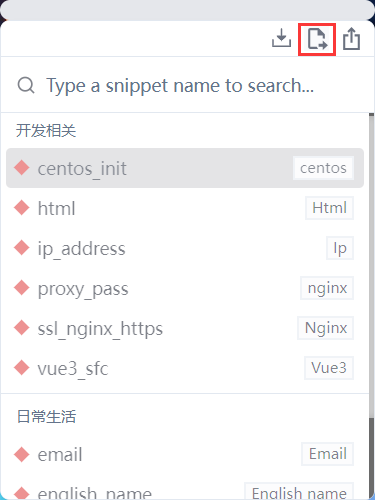 Type a snippet name to search...
开发相关
centos_init centos
html Html
ip_address Ip
proxy_pass nginx
ssl_nginx_https Nginx
vue3_sfc Vue3
日常生活
email Email
english_name English name